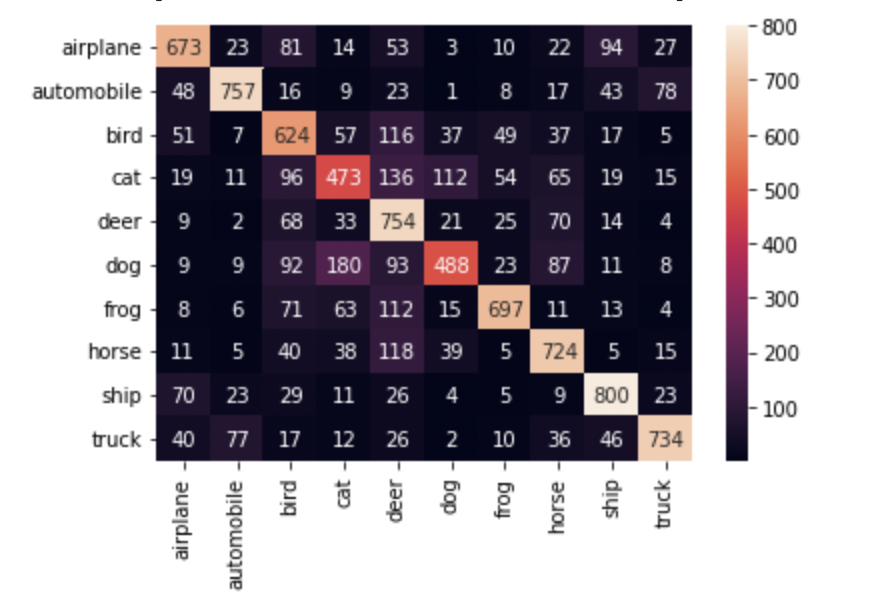 airplane 673 23 81 14 53 3 10 22 94 27
automobile 48 757 16 9 23 1 8 17 43 78
bird 51 7 624 57 116 37 49 37 17 5
cat 19 11 96 473 136 112 54 65 19 15
deer 9 2 68 33 754 21 25 70 14 4
dog 9 9 92 180 93 488 23 87 11 8
frog 8 6 71 63 112 15 697 11 13 4
horse 11 5 40 38 118 39 5 724 5 15
ship 70 23 29 11 26 4 5 9 800 23
truck 40 77 17 12 26 2 10 36 46 734
airplane
automobile
bird
cat
deer
dog
frog
horse
ship
truck
800
700
600
500
400
300
200
100